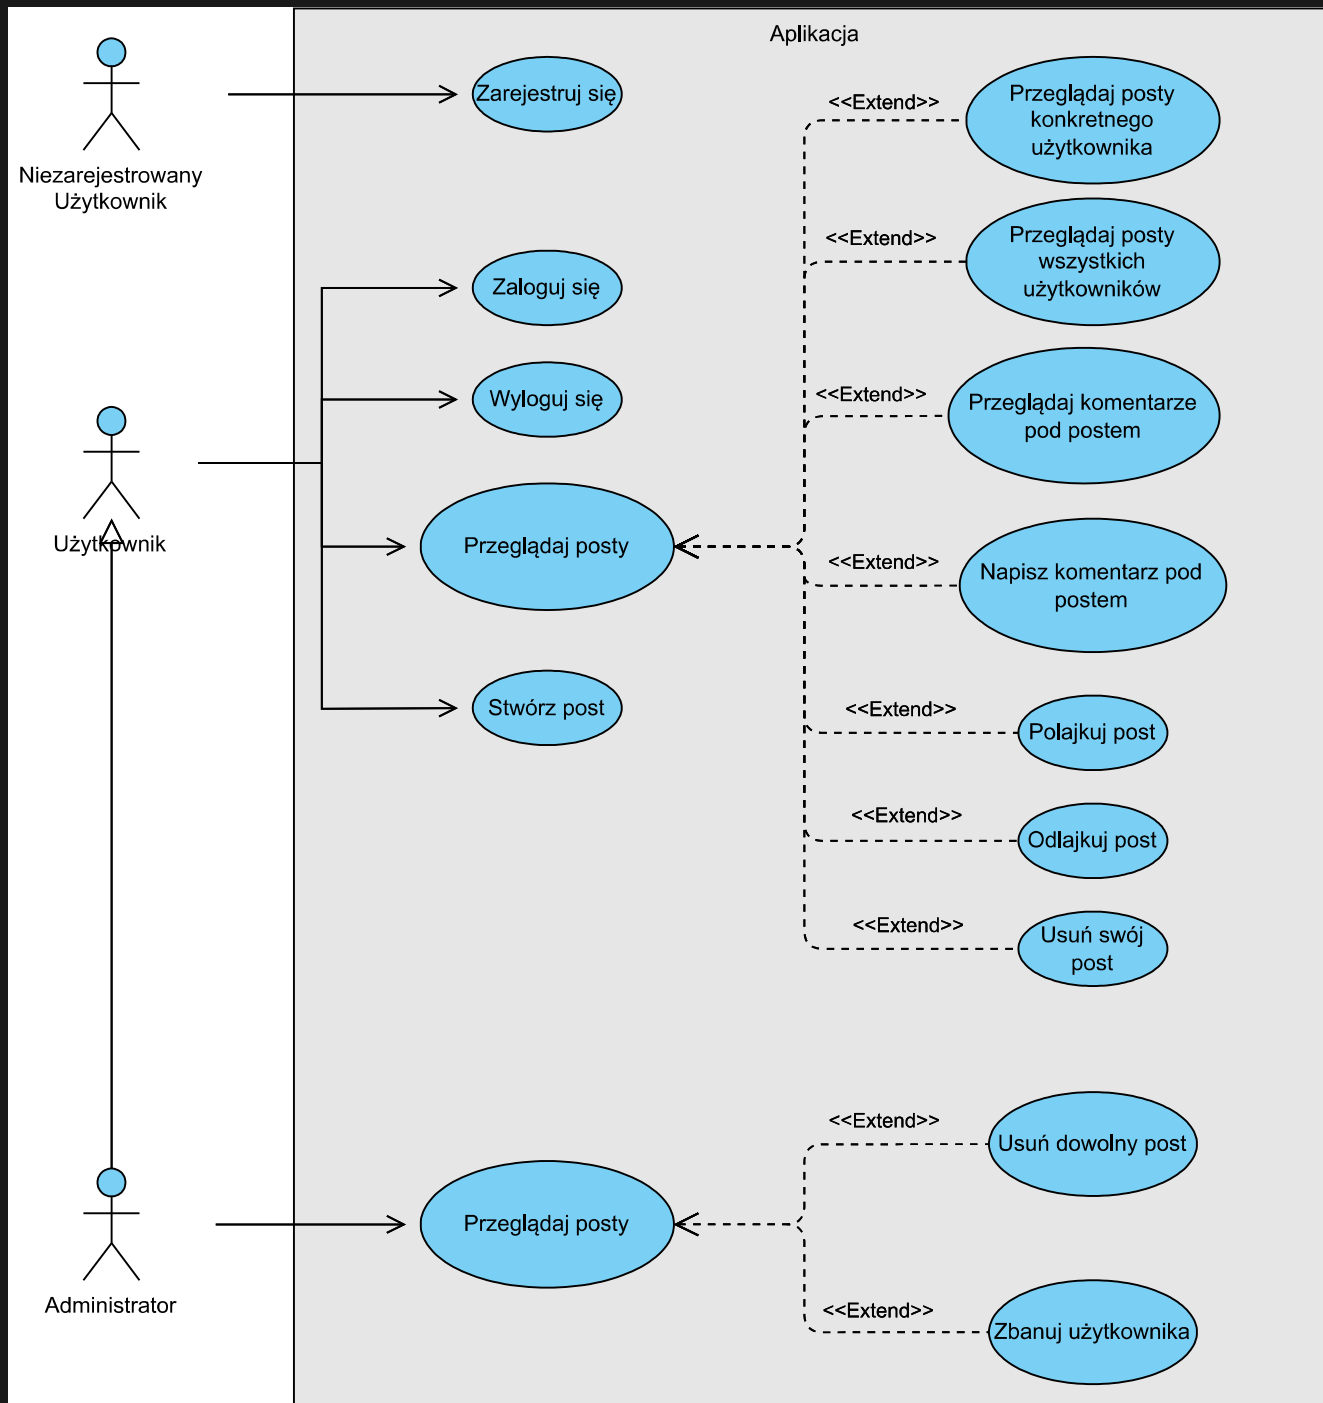 Aplikacja
Niezarejestrowany
Użytkownik
Zarejestruj się
<<Extend>>
Przeglądaj posty
konkretnego
użytkownika
<<Extend>>
Przeglądaj posty
wszystkich
użytkowników
Zaloguj się
Wyloguj się
<<Extend>>
Przeglądaj komentarze
pod postem
Użytkownik
Przeglądaj posty
<<Extend>>
Napisz komentarz pod
postem
Stwórz post
<<Extend>>
Polajkuj post
<<Extend>>
Odlajkuj post
<<Extend>>
Usuń swój
post
Administrator
Przeglądaj posty
<<Extend>>
Usuń dowolny post
<<Extend>>
Zbanuj użytkownika